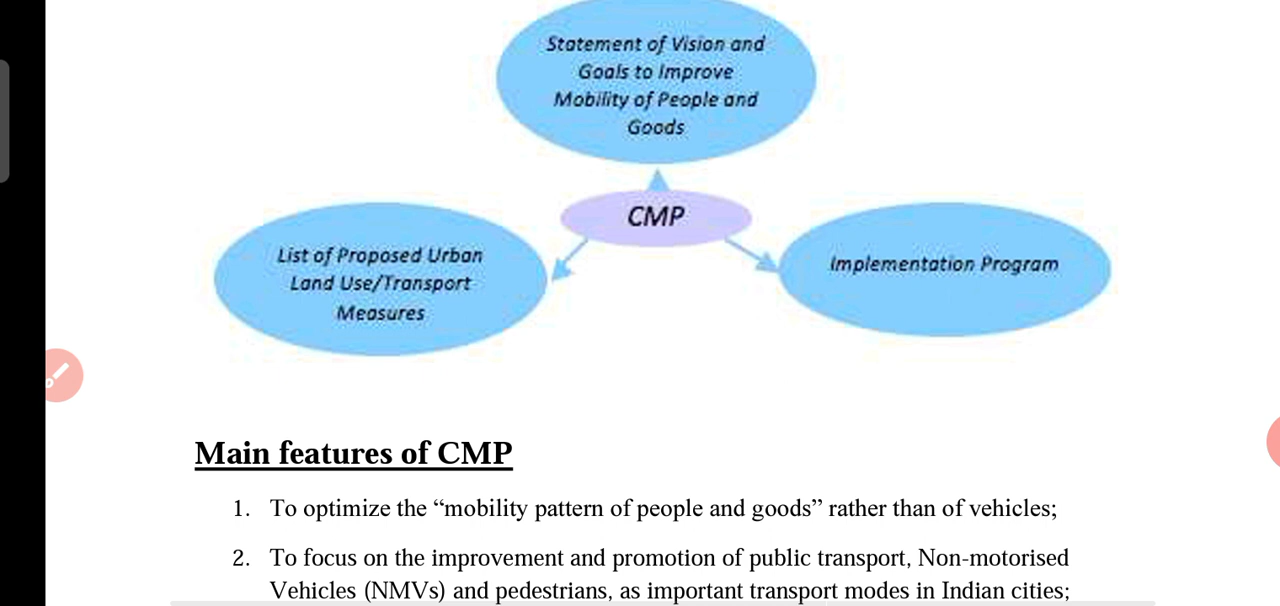 Statement of Vision and
Goals to Improve
Mobility of People and
Goods
CMP
List of Proposed Urban
Land Use/Transport
Measures
Implementation Program
Main features of CMP
1. To optimize the “mobility pattern of people and goods” rather than of vehicles;
2. To focus on the improvement and promotion of public transport, Non-motorised
Vehicles (NMVs) and pedestrians, as important transport modes in Indian cities;